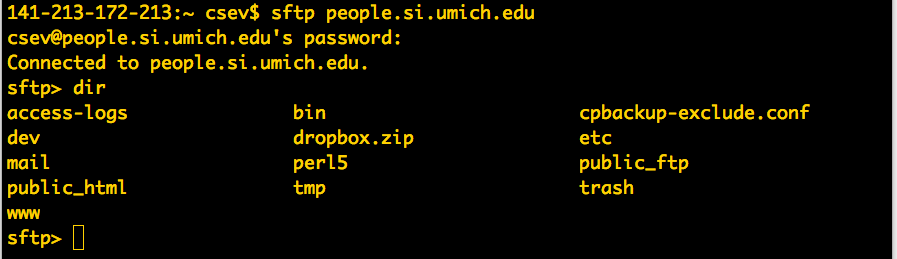 141-213-172-213:~ csev$ sftp people.si.umich.edu
csev@people.si.umich.edu's password:
Connected to people.si.umich.edu.
sftp> dir
access-logs bin cpbackup-exclude.conf
dev dropbox.zip etc
mail perl5 public_ftp
public_html tmp trash
www
sftp>